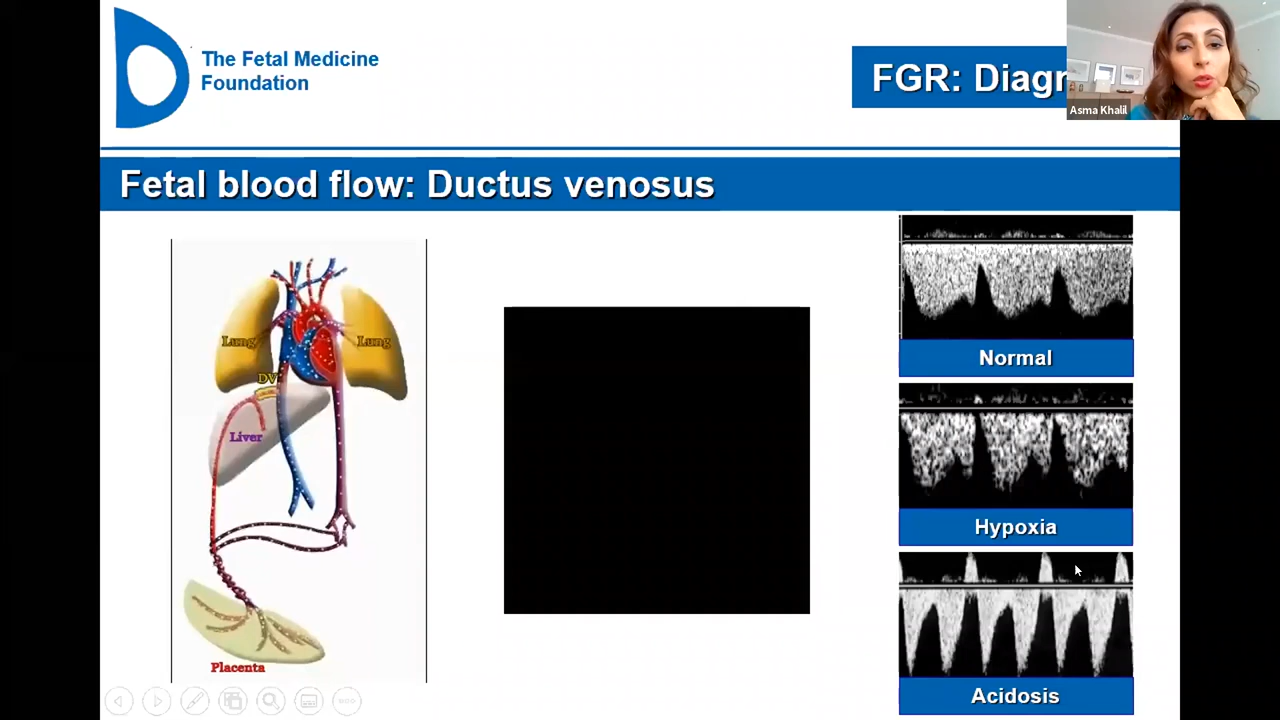 The Fetal Medicine
Foundation
FGR: Diagn
Asma Khalil
Fetal blood flow: Ductus venosus
Lung
Lung
DV
Liver
Placenta
Normal
Hypoxia
Acidosis